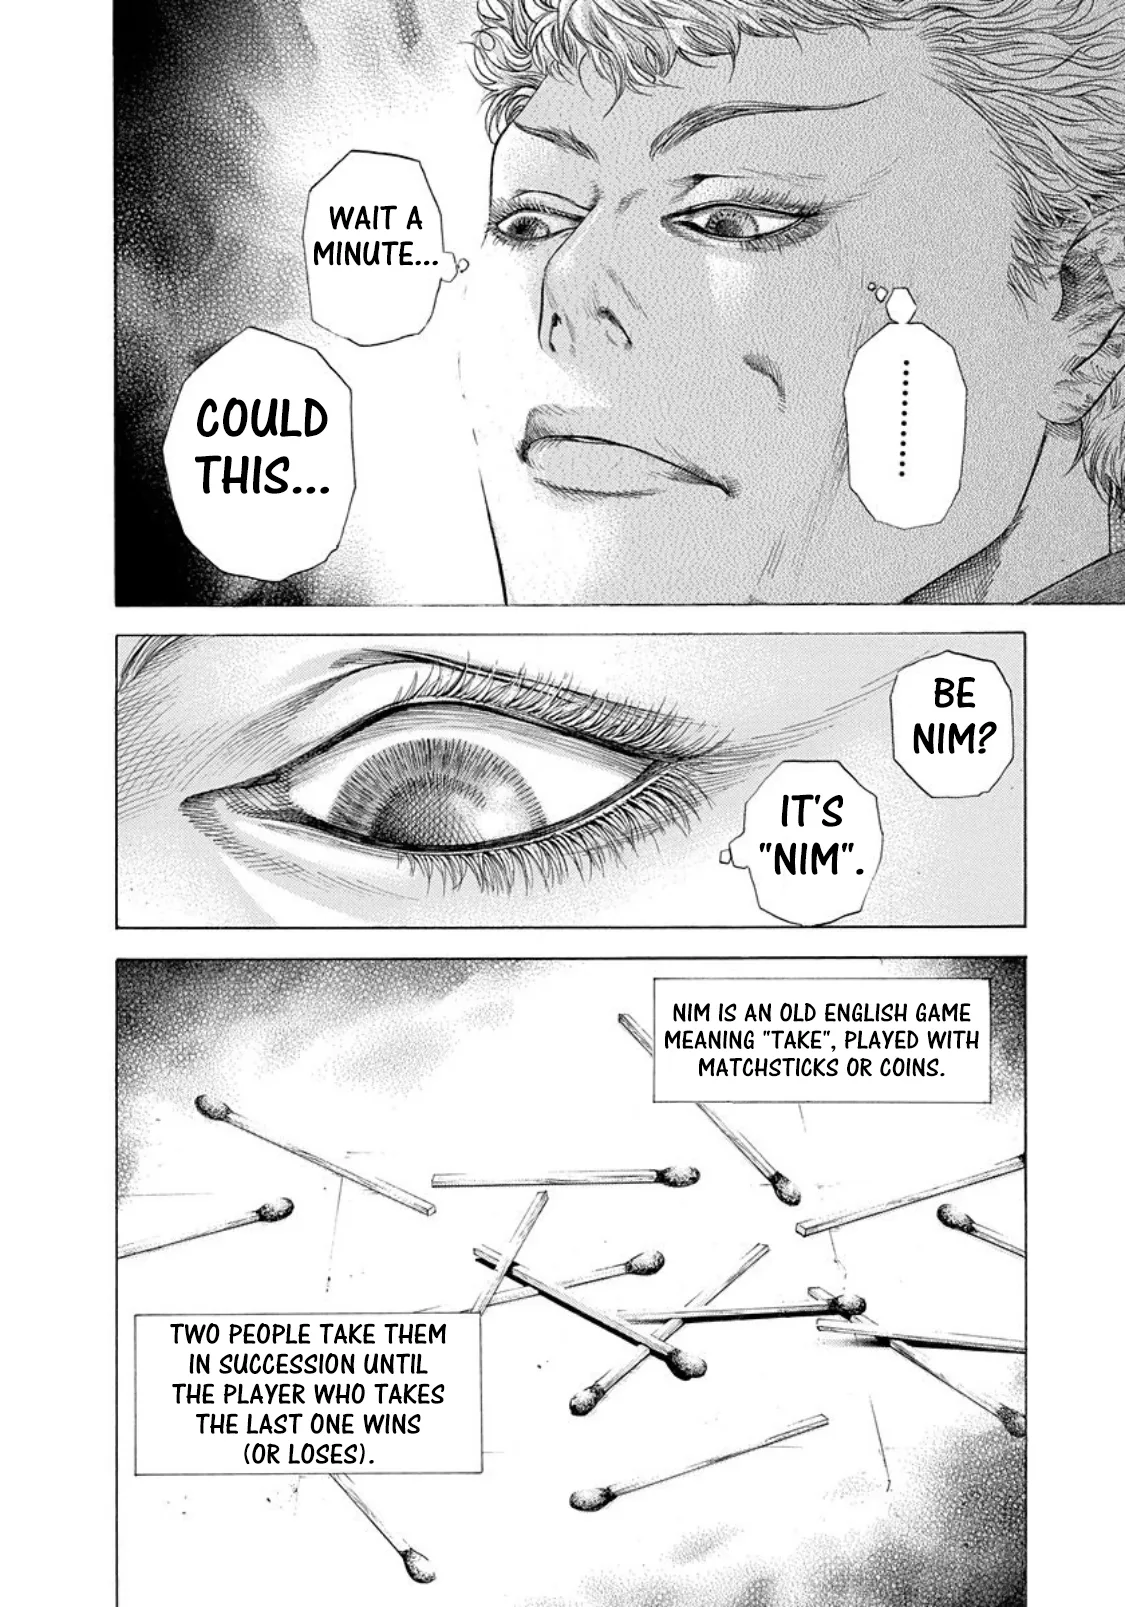 ..........
WAIT A
MINUTE...
COULD
THIS...
BE
NIM?
IT'S
"NIM".
NIM IS AN OLD ENGLISH GAME
MEANING "TAKE", PLAYED WITH
MATCHSTICKS OR COINS.
TWO PEOPLE TAKE THEM
IN SUCCESSION UNTIL
THE PLAYER WHO TAKES
THE LAST ONE WINS
(OR LOSES).